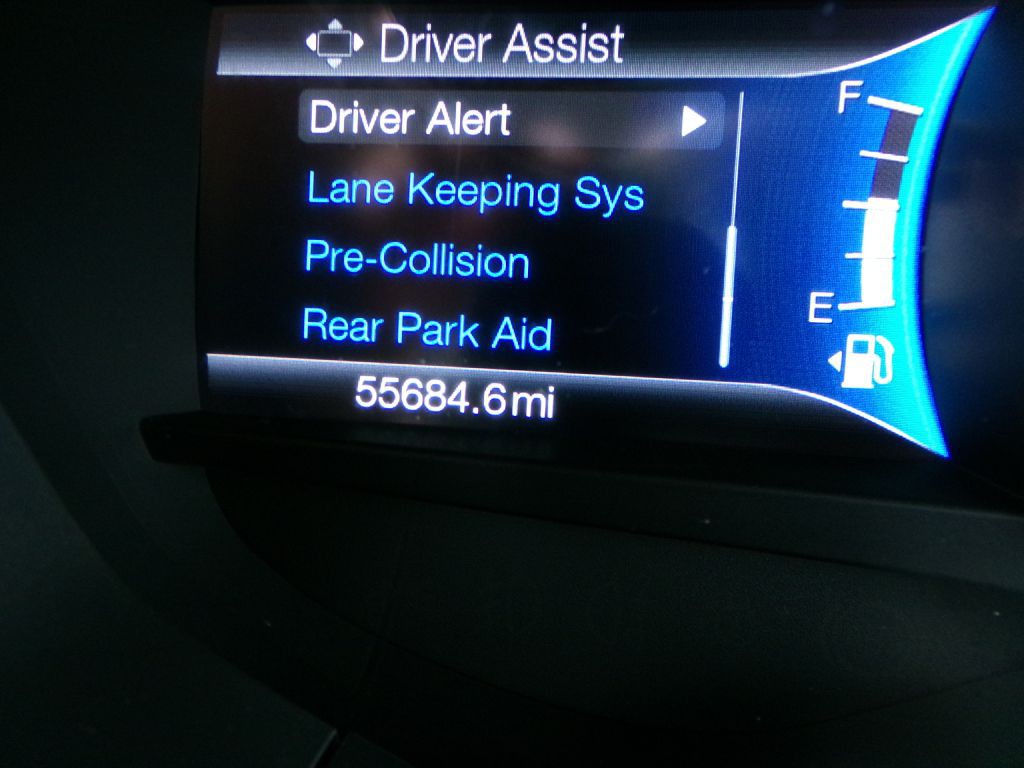 Driver Assist
Driver Alert
Lane Keeping Sys
Pre-Collision
Rear Park Aid
55684.6mi
F
E